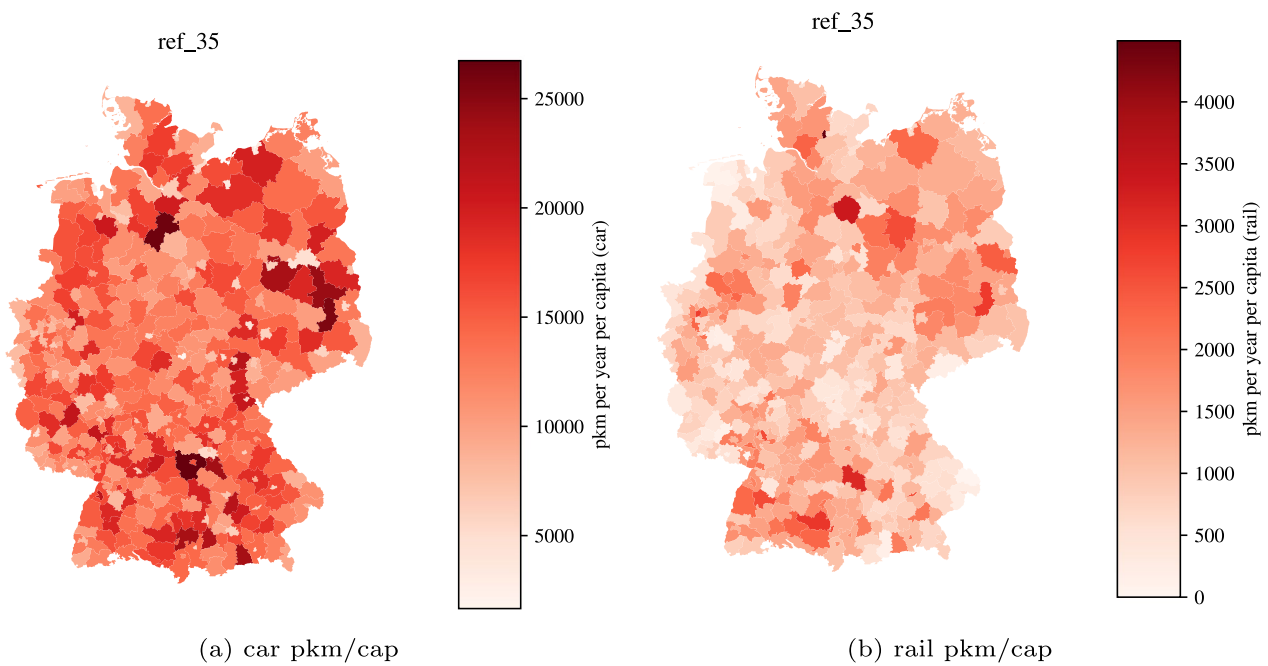 ref_35
25000
20000
15000
10000
5000
pkm per year per capita (car)
(a) car pkm/cap
ref_35
4000
3500
3000
2500
2000
1500
1000
500
0
pkm per year per capita (rail)
(b) rail pkm/cap